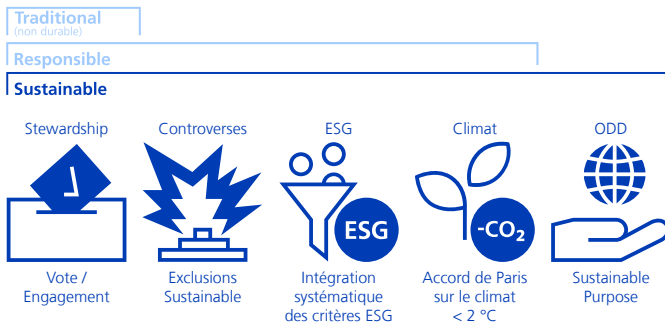 Traditional
(non durable)
Responsible
Sustainable
Stewardship
Controverses
ESG
Climat
ODD
ESG
-CO₂
Vote /
Engagement
Exclusions
Sustainable
Intégration
systématique
des critères ESG
Accord de Paris
sur le climat
< 2 °C
Sustainable
Purpose